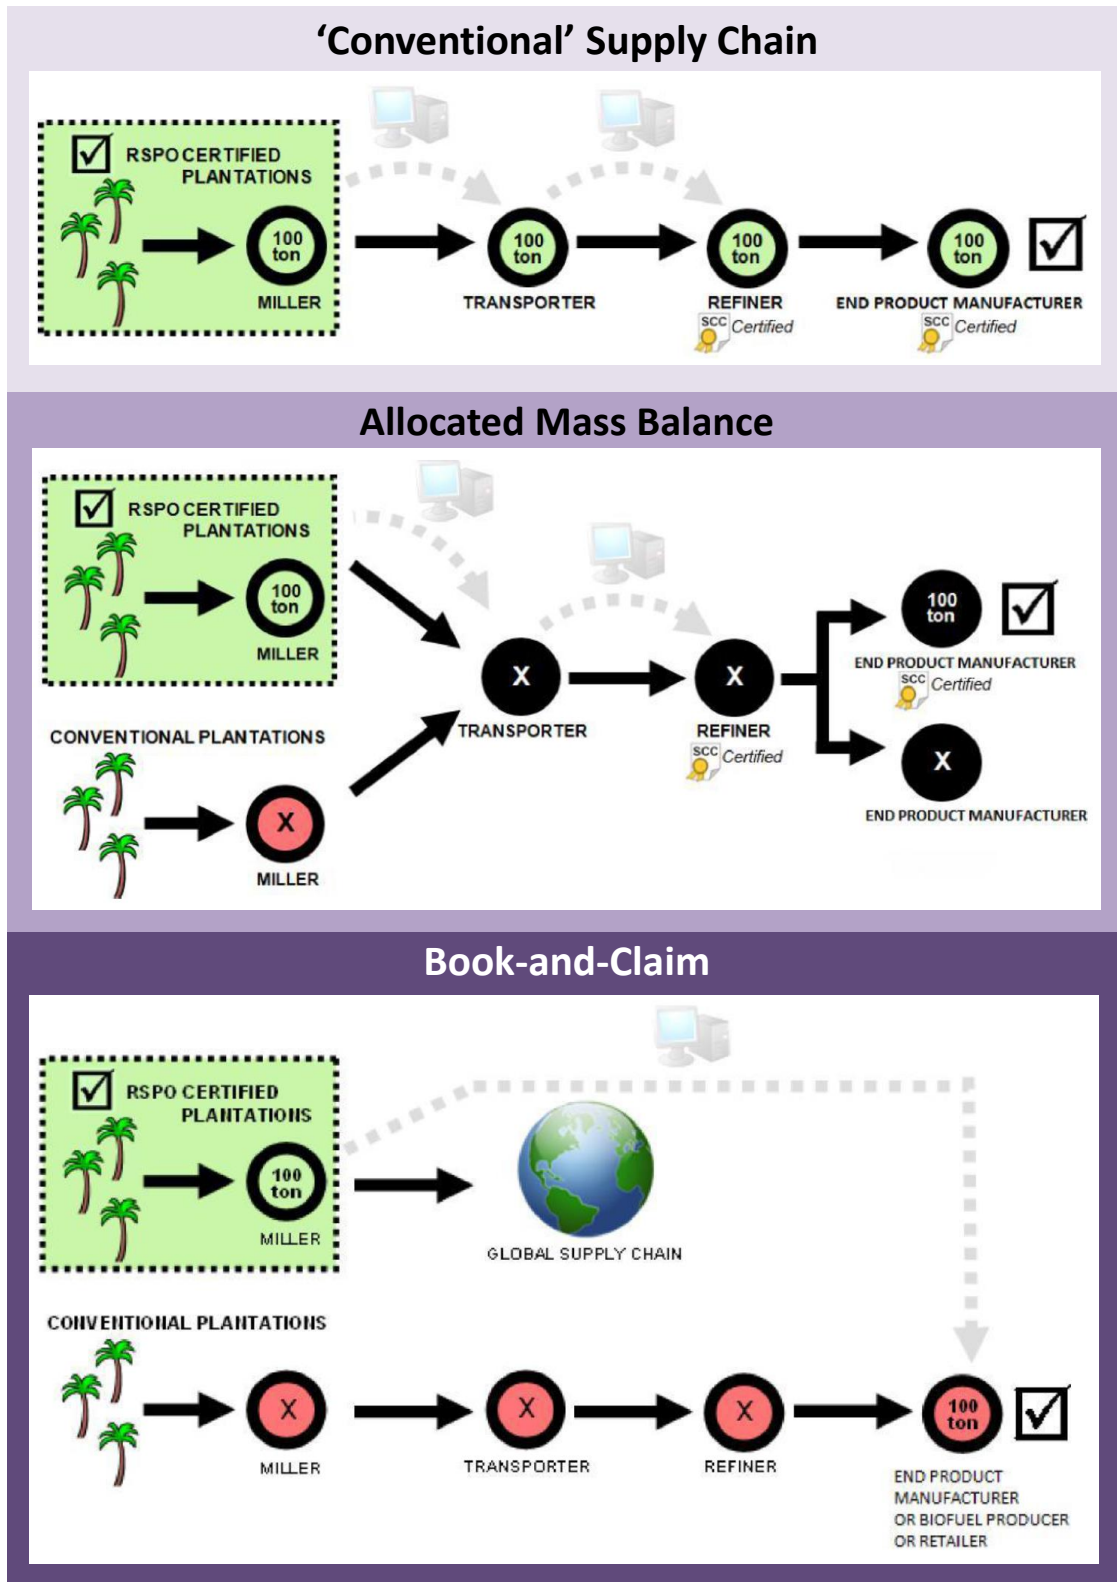 ‘Conventional’ Supply Chain
RSPO CERTIFIED
PLANTATIONS
100
ton
MILLER
100
ton
TRANSPORTER
100
ton
REFINER
SCC Certified
100
ton
END PRODUCT MANUFACTURER
SCC Certified
Allocated Mass Balance
RSPO CERTIFIED
PLANTATIONS
100
ton
MILLER
CONVENTIONAL PLANTATIONS
X
MILLER
X
TRANSPORTER
X
REFINER
SCC Certified
100
ton
END PRODUCT MANUFACTURER
SCC Certified
X
END PRODUCT MANUFACTURER
Book-and-Claim
RSPO CERTIFIED
PLANTATIONS
100
ton
MILLER
GLOBAL SUPPLY CHAIN
CONVENTIONAL PLANTATIONS
X
MILLER
X
TRANSPORTER
X
REFINER
100
ton
END PRODUCT
MANUFACTURER
OR BIOFUEL PRODUCER
OR RETAILER